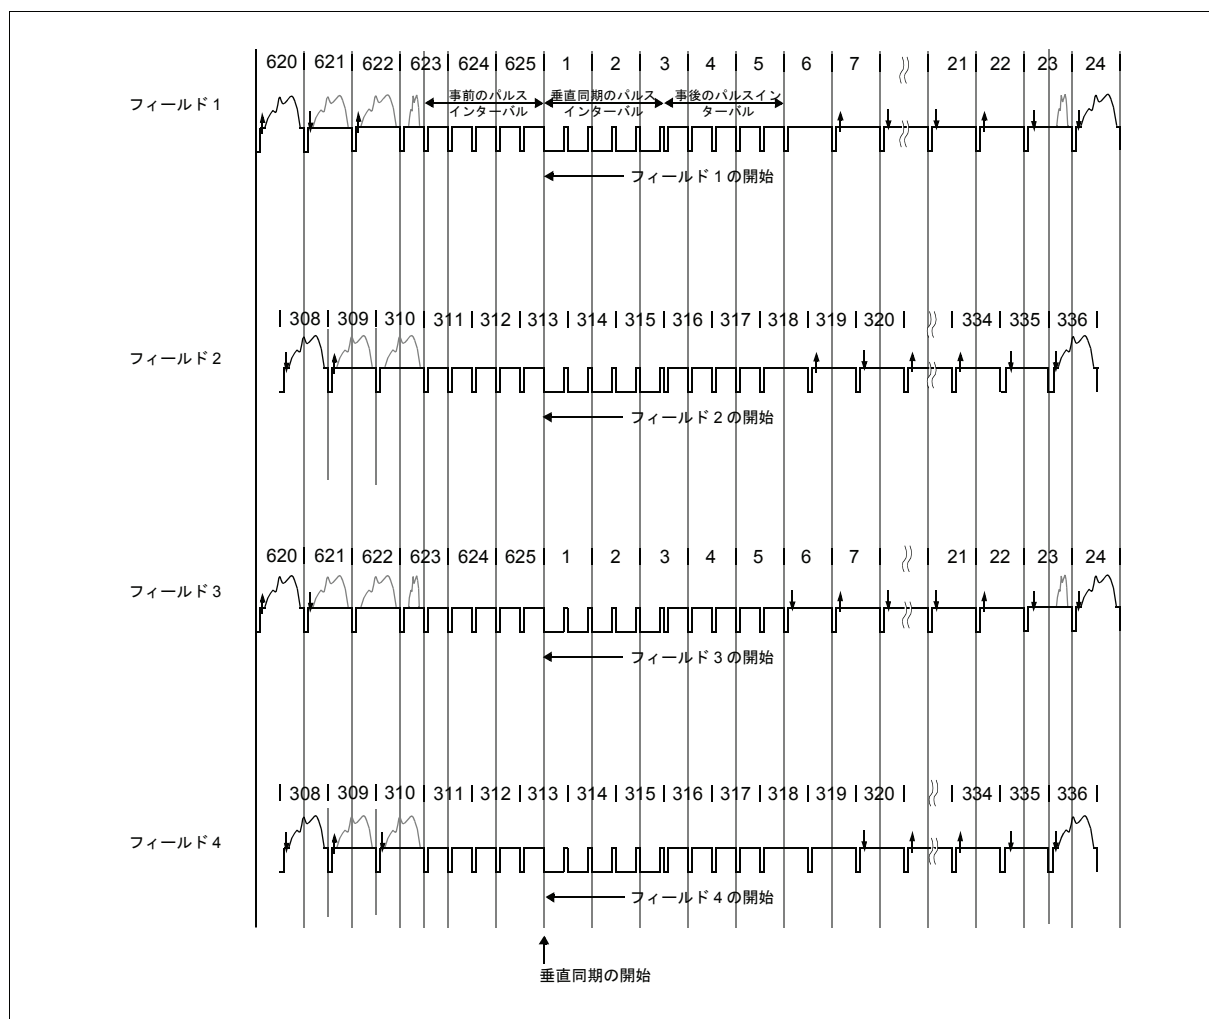 620 621 622 623 624 625 1 2 3 4 5 6 7 21 22 23 24
フィールド 1
事前のパルス
インターバル
垂直同期のパルス
インターバル
事後のパルスイン
ターバル
フィールド 1 の開始
308 309 310 311 312 313 314 315 316 317 318 319 320 334 335 336
フィールド 2
フィールド 2 の開始
620 621 622 623 624 625 1 2 3 4 5 6 7 21 22 23 24
フィールド 3
フィールド 3 の開始
308 309 310 311 312 313 314 315 316 317 318 319 320 334 335 336
フィールド 4
フィールド 4 の開始
垂直同期の開始